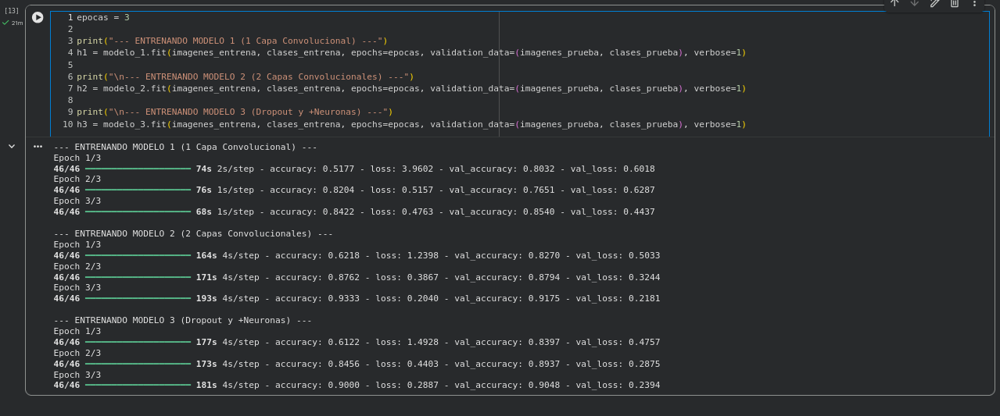 [13]
21m
1 epocas = 3
2
3 print("--- ENTRENANDO MODELO 1 (1 Capa Convolucional) ---")
4 h1 = modelo_1.fit(imagenes_entrena, clases_entrena, epochs=epocas, validation_data=(imagenes_prueba, clases_prueba), verbose=1)
5
6 print("\n--- ENTRENANDO MODELO 2 (2 Capas Convolucionales) ---")
7 h2 = modelo_2.fit(imagenes_entrena, clases_entrena, epochs=epocas, validation_data=(imagenes_prueba, clases_prueba), verbose=1)
8
9 print("\n--- ENTRENANDO MODELO 3 (Dropout y +Neuronas) ---")
10 h3 = modelo_3.fit(imagenes_entrena, clases_entrena, epochs=epocas, validation_data=(imagenes_prueba, clases_prueba), verbose=1)
--- ENTRENANDO MODELO 1 (1 Capa Convolucional) ---
Epoch 1/3
46/46 74s 2s/step - accuracy: 0.5177 - loss: 3.9602 - val_accuracy: 0.8032 - val_loss: 0.6018
Epoch 2/3
46/46 76s 1s/step - accuracy: 0.8204 - loss: 0.5157 - val_accuracy: 0.7651 - val_loss: 0.6287
Epoch 3/3
46/46 68s 1s/step - accuracy: 0.8422 - loss: 0.4763 - val_accuracy: 0.8540 - val_loss: 0.4437
--- ENTRENANDO MODELO 2 (2 Capas Convolucionales) ---
Epoch 1/3
46/46 164s 4s/step - accuracy: 0.6218 - loss: 1.2398 - val_accuracy: 0.8270 - val_loss: 0.5033
Epoch 2/3
46/46 171s 4s/step - accuracy: 0.8762 - loss: 0.3867 - val_accuracy: 0.8794 - val_loss: 0.3244
Epoch 3/3
46/46 193s 4s/step - accuracy: 0.9333 - loss: 0.2040 - val_accuracy: 0.9175 - val_loss: 0.2181
--- ENTRENANDO MODELO 3 (Dropout y +Neuronas) ---
Epoch 1/3
46/46 177s 4s/step - accuracy: 0.6122 - loss: 1.4928 - val_accuracy: 0.8397 - val_loss: 0.4757
Epoch 2/3
46/46 173s 4s/step - accuracy: 0.8456 - loss: 0.4403 - val_accuracy: 0.8937 - val_loss: 0.2875
Epoch 3/3
46/46 181s 4s/step - accuracy: 0.9000 - loss: 0.2887 - val_accuracy: 0.9048 - val_loss: 0.2394